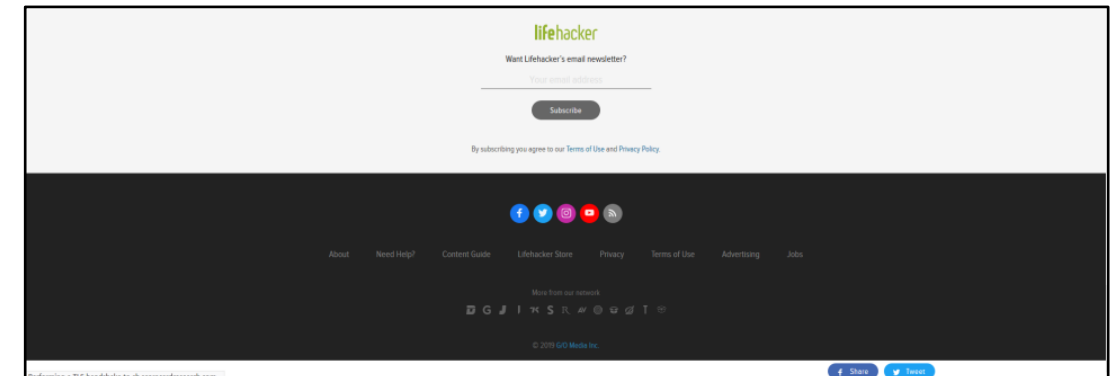 lifehacker
Want Lifehacker's email newsletter?
Your email address
Subscribe
By subscribing you agree to our Terms of Use and Privacy Policy.
About Need Help? Content Guide Lifehacker Store Privacy Terms of Use Advertising Jobs
More from our network
© 2019 G/O Media Inc.
Share Tweet